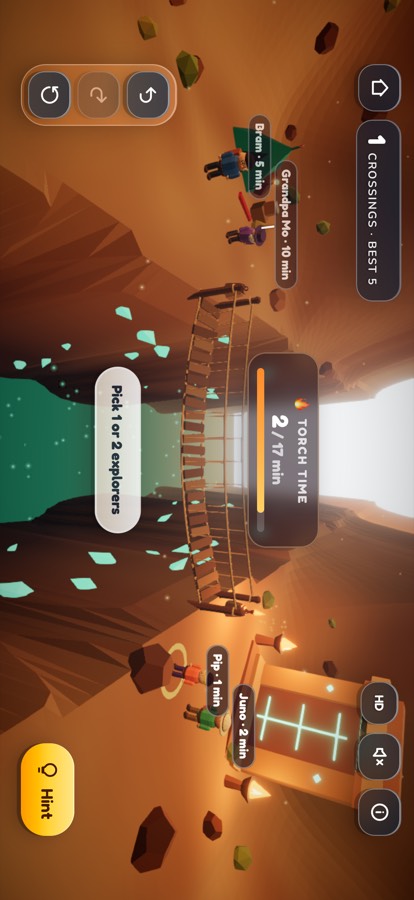 1 CROSSINGS · BEST 5
HD
🔥 TORCH TIME
2 / 17 min
Grandpa Mo · 10 min
Bram · 5 min
Juno · 2 min
Pip · 1 min
Pick 1 or 2 explorers
Hint